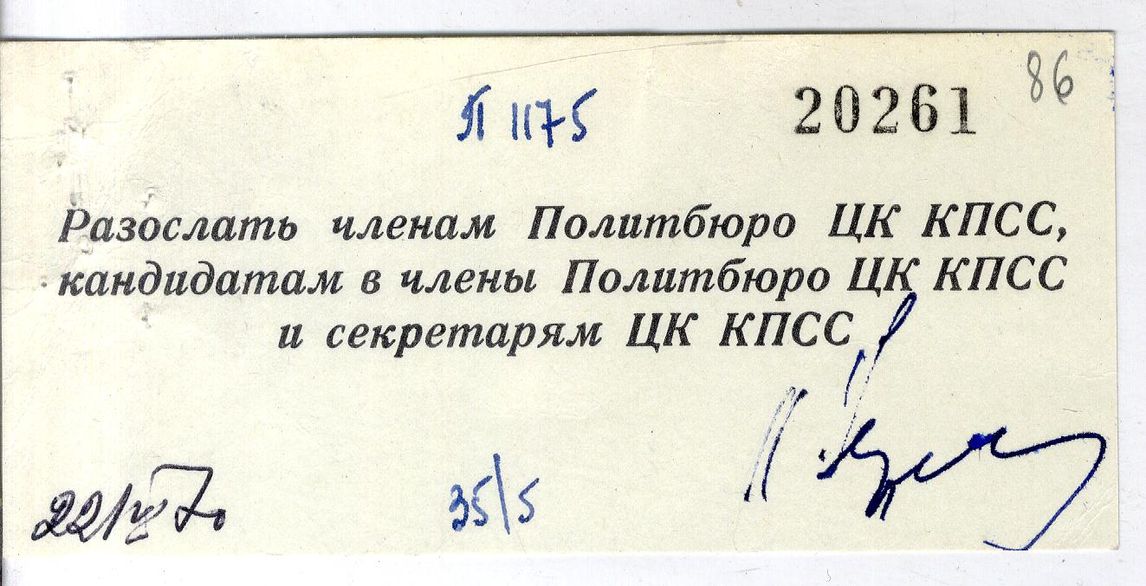 86
П 1175
20261
Разослать членам Политбюро ЦК КПСС,
кандидатам в члены Политбюро ЦК КПСС
и секретарям ЦК КПСС
35/5